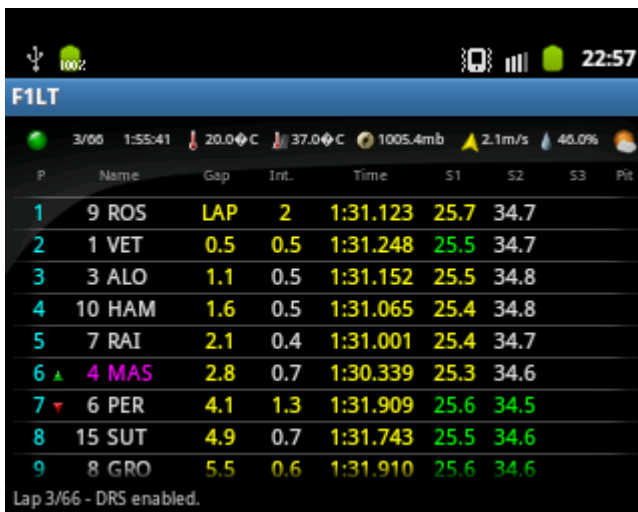 100%
22:57
F1LT
3/66 1:55:41 20.0�C 37.0�C 1005.4mb 2.1m/s 46.0%
P Name Gap Int. Time S1 S2 S3 Pit
1 9 ROS LAP 2 1:31.123 25.7 34.7
2 1 VET 0.5 0.5 1:31.248 25.5 34.7
3 3 ALO 1.1 0.5 1:31.152 25.5 34.8
4 10 HAM 1.6 0.5 1:31.065 25.4 34.8
5 7 RAI 2.1 0.4 1:31.001 25.4 34.7
6 4 MAS 2.8 0.7 1:30.339 25.3 34.6
7 6 PER 4.1 1.3 1:31.909 25.6 34.5
8 15 SUT 4.9 0.7 1:31.743 25.5 34.6
9 8 GRO 5.5 0.6 1:31.910 25.6 34.6
Lap 3/66 - DRS enabled.